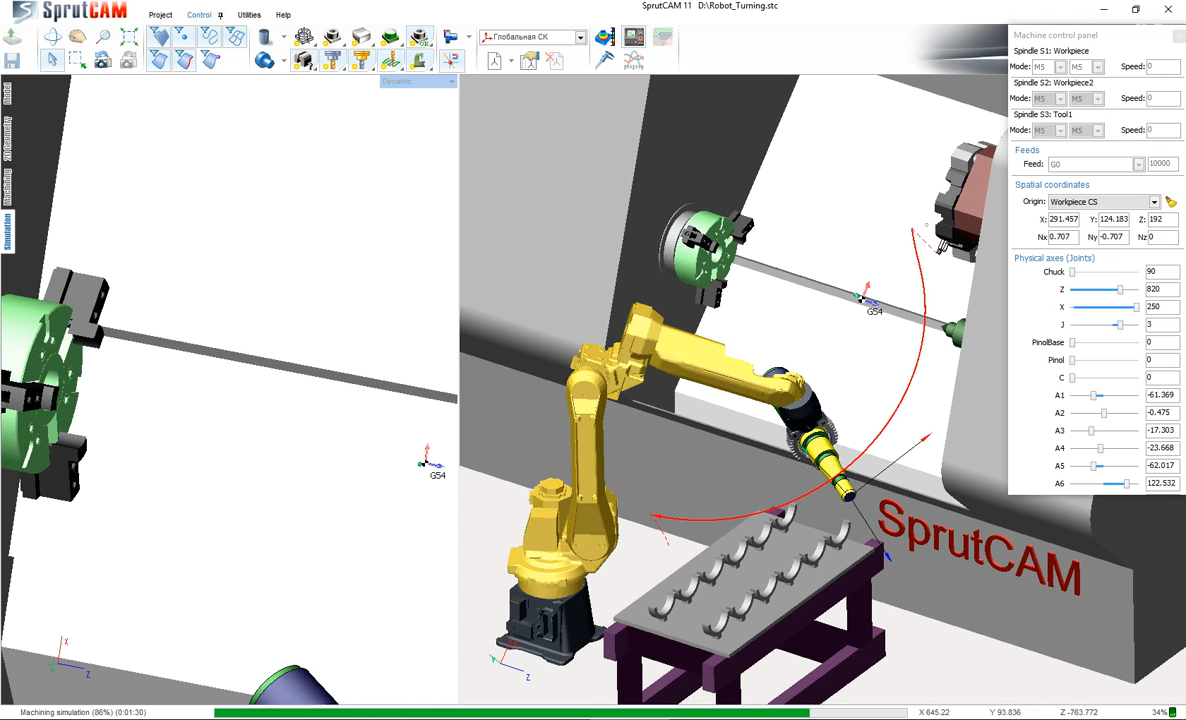 SprutCAM
Project Control Utilities Help
SprutCAM 11 D:\Robot_Turning.stc
Глобальная СК
OK
Dynamic
Model
2D Geometry
Machining
Simulation
Machine control panel
Spindle S1: Workpiece
Mode: M5 M5 Speed: 0
Spindle S2: Workpiece2
Mode: M5 M5 Speed: 0
Spindle S3: Tool1
Mode: M5 M5 Speed: 0
Feeds
Feed: G0 10000
Spatial coordinates
Origin: Workpiece CS
X: 291.457 Y: 124.183 Z: 192
Nx 0.707 Ny -0.707 Nz 0
Physical axes (Joints)
Chuck 90
Z 820
X 250
J 3
PinolBase 0
Pinol 0
C 0
A1 -61.369
A2 -0.475
A3 -17.303
A4 -23.668
A5 -62.017
A6 122.532
G54
G54
SprutCAM
X
Y
Z
X
Y
Z
Machining simulation (86%) (0:01:30)
X 645.22 Y 93.836 Z -763.772 34%